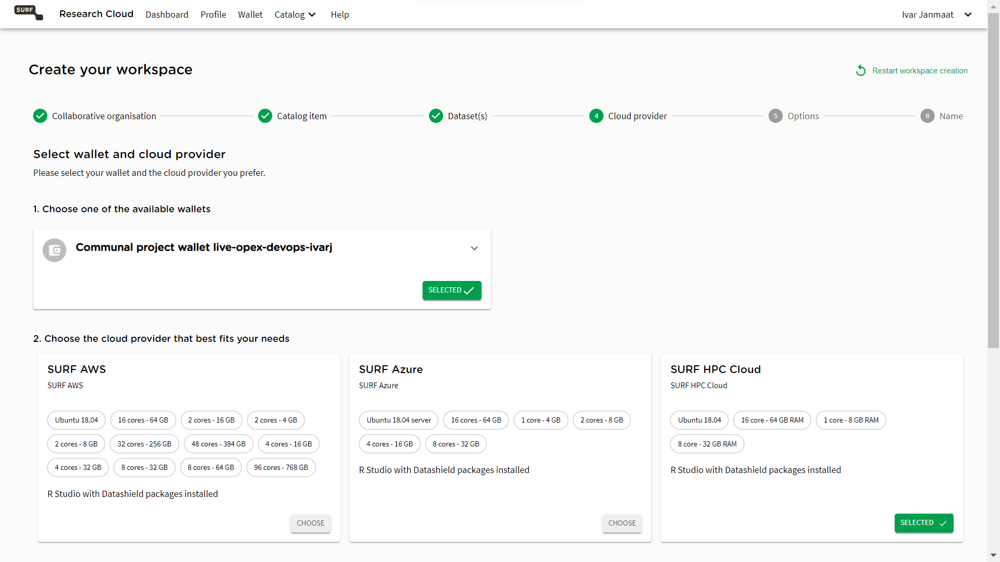 SURF
Research Cloud Dashboard Profile Wallet Catalog Help Ivar Janmaat
Create your workspace
Restart workspace creation
Collaborative organisation Catalog item Dataset(s) 4 Cloud provider 5 Options 6 Name
Select wallet and cloud provider
Please select your wallet and the cloud provider you prefer.
1. Choose one of the available wallets
Communal project wallet live-opex-devops-ivarj
SELECTED
2. Choose the cloud provider that best fits your needs
SURF AWS
SURF AWS
Ubuntu 18.04 16 cores - 64 GB 2 cores - 16 GB 2 cores - 4 GB
2 cores - 8 GB 32 cores - 256 GB 48 cores - 384 GB 4 cores - 16 GB
4 cores - 32 GB 8 cores - 32 GB 8 cores - 64 GB 96 cores - 768 GB
R Studio with Datashield packages installed
CHOOSE
SURF Azure
SURF Azure
Ubuntu 18.04 server 16 cores - 64 GB 1 core - 4 GB 2 cores - 8 GB
4 cores - 16 GB 8 cores - 32 GB
R Studio with Datashield packages installed
CHOOSE
SURF HPC Cloud
SURF HPC Cloud
Ubuntu 18.04 16 core - 64 GB RAM 1 core - 8 GB RAM
8 core - 32 GB RAM
R Studio with Datashield packages installed
SELECTED